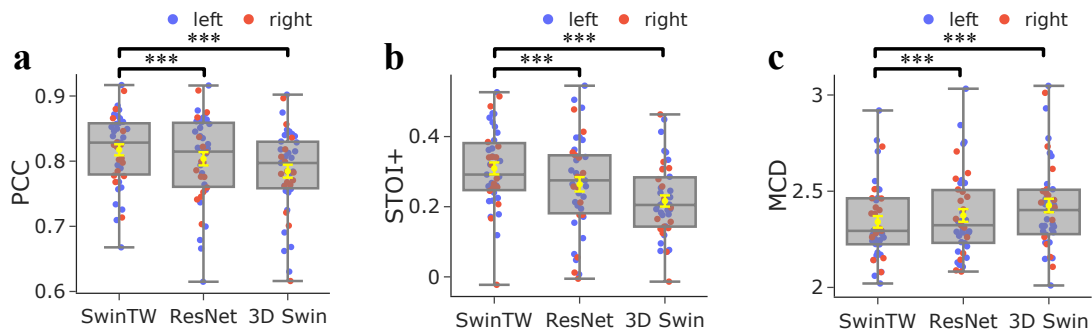 left right
a
***
***
PCC
0.9
0.8
0.7
0.6
SwinTW ResNet 3D Swin
left right
b
***
***
STOI+
0.4
0.2
0
SwinTW ResNet 3D Swin
left right
c
***
***
MCD
3
2.5
2
SwinTW ResNet 3D Swin